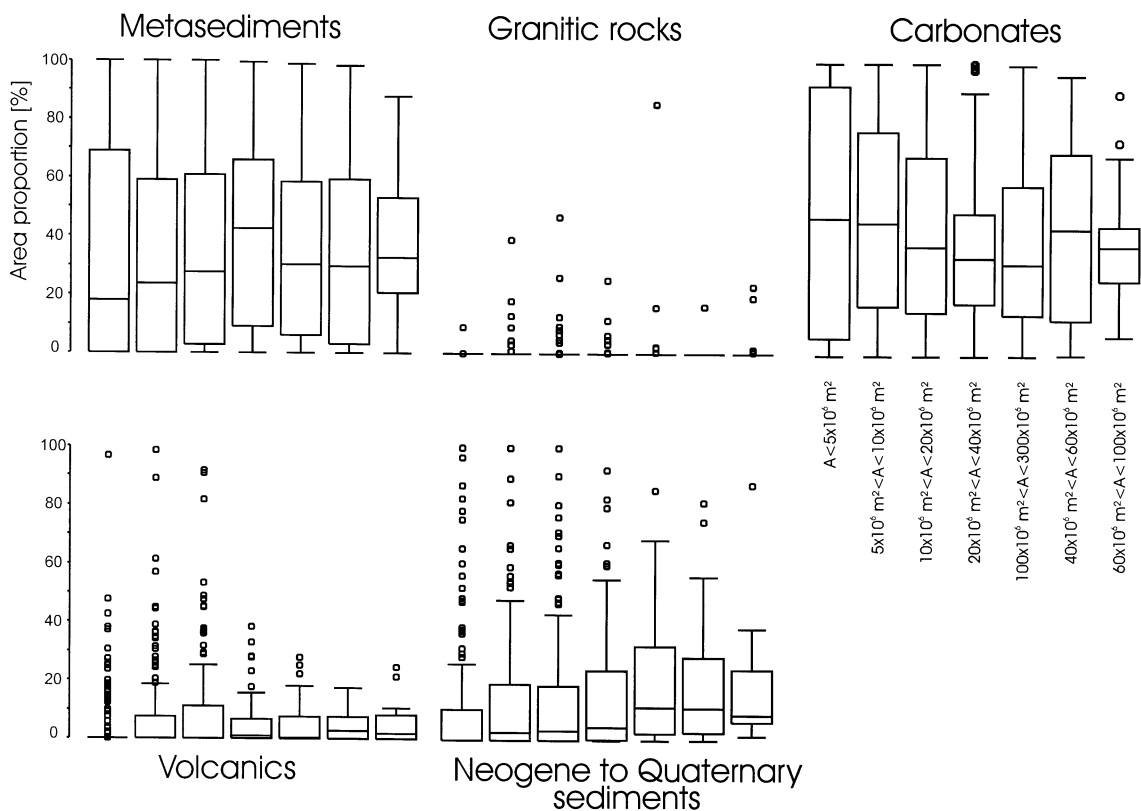 Metasediments
Granitic rocks
Carbonates
Area proportion [%]
100
80
60
40
20
0
A<5x10⁶ m²
5x10⁶ m²<A<10x10⁶ m²
10x10⁶ m²<A<20x10⁶ m²
20x10⁶ m²<A<40x10⁶ m²
100x10⁶ m²<A<300x10⁶ m²
40x10⁶ m²<A<60x10⁶ m²
60x10⁶ m²<A<100x10⁶ m²
100
80
60
40
20
0
Volcanics
Neogene to Quaternary
sediments